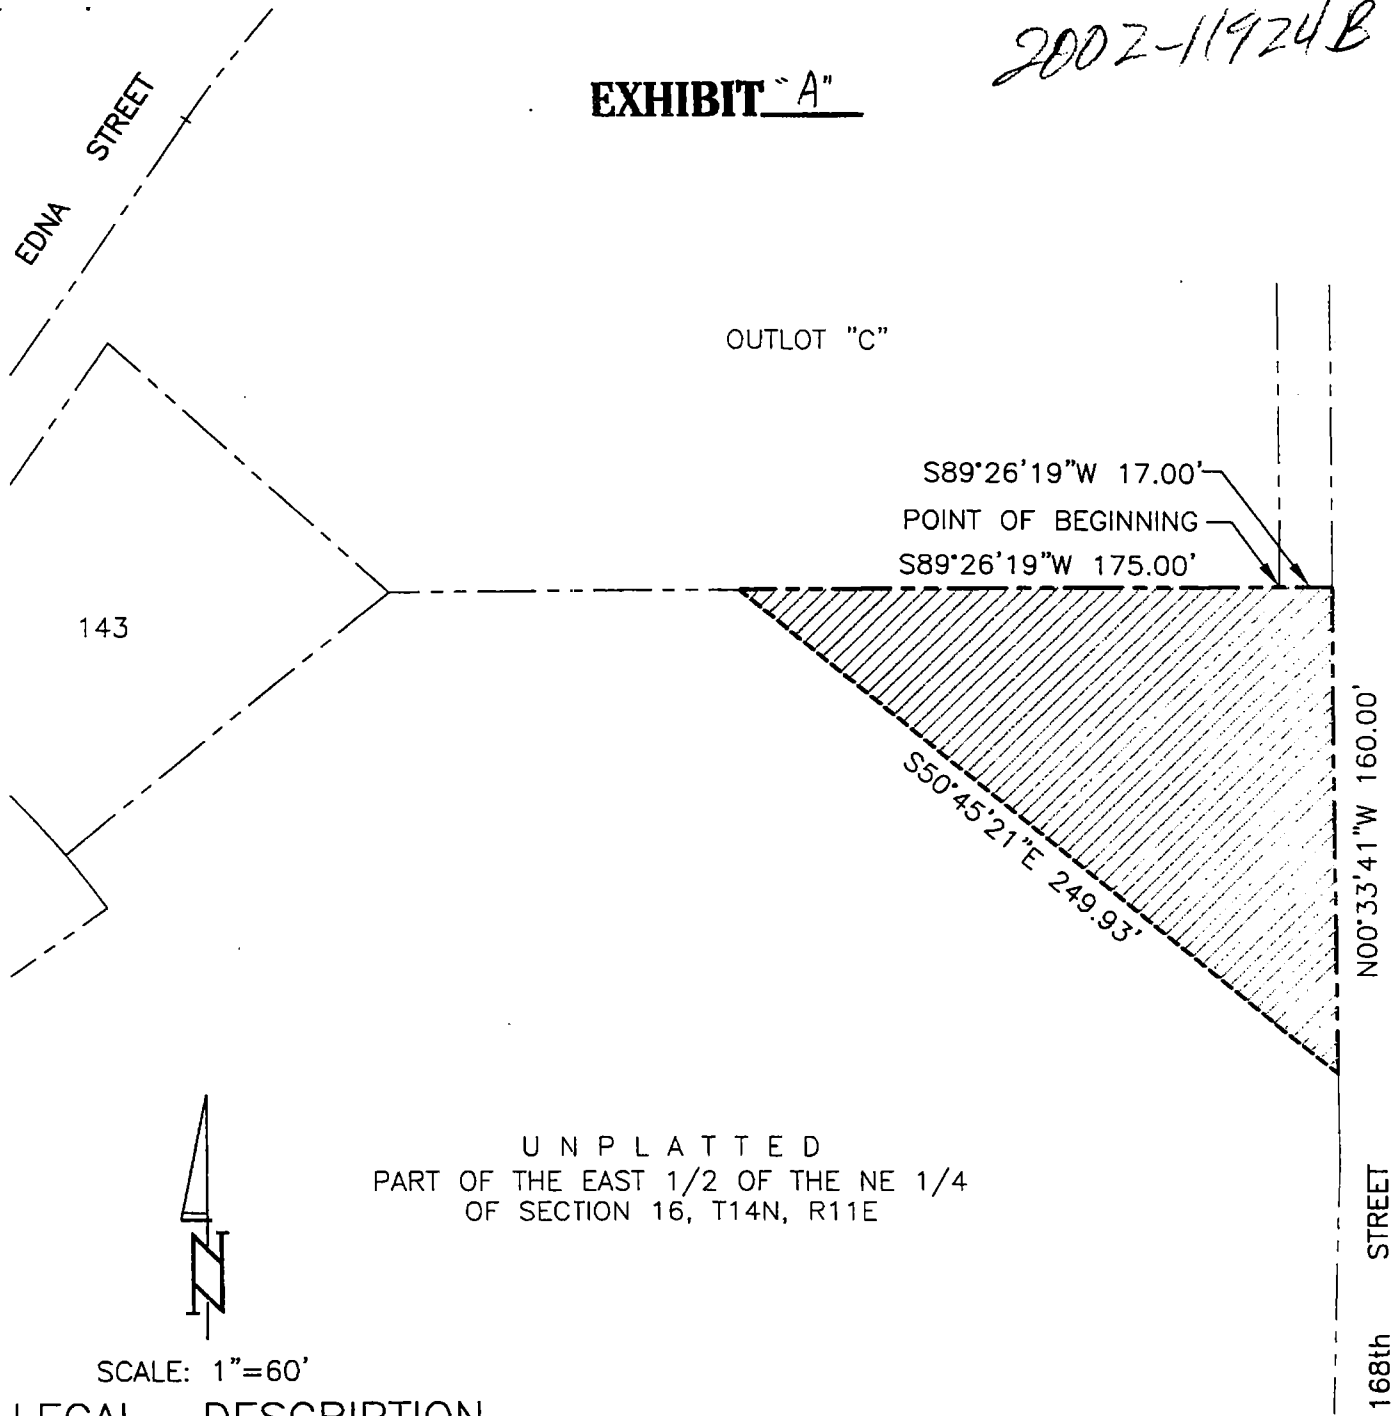 2002-11924B
EXHIBIT "A"
EDNA STREET
OUTLOT "C"
S89°26'19"W 17.00'
POINT OF BEGINNING
S89°26'19"W 175.00'
143
S50°45'21"E 249.93'
N00°33'41"W 160.00'
UNPLATTED
PART OF THE EAST 1/2 OF THE NE 1/4
OF SECTION 16, T14N, R11E
N
168th STREET
SCALE: 1"=60'
LEGAL DESCRIPTION